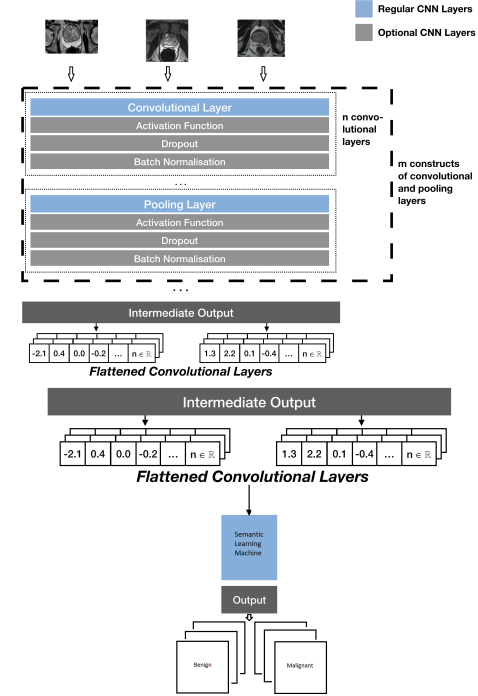 Regular CNN Layers
Optional CNN Layers
Convolutional Layer
Activation Function
Dropout
Batch Normalisation
...
n convo-
lutional
layers
Pooling Layer
Activation Function
Dropout
Batch Normalisation
m constructs
of convolutional
and pooling
layers
...
Intermediate Output
-2.1 0.4 0.0 -0.2 ... n ∈ ℝ
1.3 2.2 0.1 -0.4 ... n ∈ ℝ
Flattened Convolutional Layers
Intermediate Output
-2.1 0.4 0.0 -0.2 ... n ∈ ℝ
1.3 2.2 0.1 -0.4 ... n ∈ ℝ
Flattened Convolutional Layers
Semantic
Learning
Machine
Output
Benign
Malignant